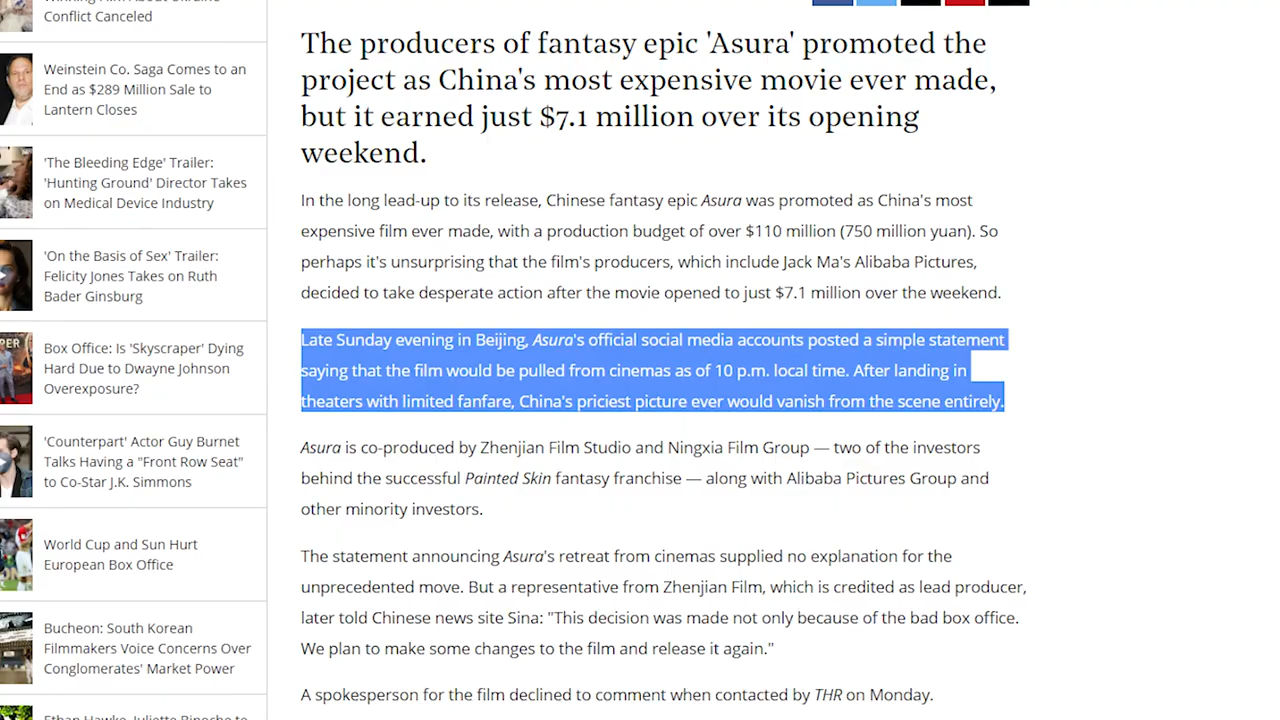 Winning Film About Ukraine
Conflict Canceled
Weinstein Co. Saga Comes to an
End as $289 Million Sale to
Lantern Closes
'The Bleeding Edge' Trailer:
'Hunting Ground' Director Takes
on Medical Device Industry
'On the Basis of Sex' Trailer:
Felicity Jones Takes on Ruth
Bader Ginsburg
Box Office: Is 'Skyscraper' Dying
Hard Due to Dwayne Johnson
Overexposure?
'Counterpart' Actor Guy Burnet
Talks Having a "Front Row Seat"
to Co-Star J.K. Simmons
World Cup and Sun Hurt
European Box Office
Bucheon: South Korean
Filmmakers Voice Concerns Over
Conglomerates' Market Power
Ethan Hawke, Juliette Binoche to
The producers of fantasy epic 'Asura' promoted the
project as China's most expensive movie ever made,
but it earned just $7.1 million over its opening
weekend.
In the long lead-up to its release, Chinese fantasy epic Asura was promoted as China's most
expensive film ever made, with a production budget of over $110 million (750 million yuan). So
perhaps it's unsurprising that the film's producers, which include Jack Ma's Alibaba Pictures,
decided to take desperate action after the movie opened to just $7.1 million over the weekend.
Late Sunday evening in Beijing, Asura's official social media accounts posted a simple statement
saying that the film would be pulled from cinemas as of 10 p.m. local time. After landing in
theaters with limited fanfare, China's priciest picture ever would vanish from the scene entirely.
Asura is co-produced by Zhenjian Film Studio and Ningxia Film Group — two of the investors
behind the successful Painted Skin fantasy franchise — along with Alibaba Pictures Group and
other minority investors.
The statement announcing Asura's retreat from cinemas supplied no explanation for the
unprecedented move. But a representative from Zhenjian Film, which is credited as lead producer,
later told Chinese news site Sina: "This decision was made not only because of the bad box office.
We plan to make some changes to the film and release it again."
A spokesperson for the film declined to comment when contacted by THR on Monday.